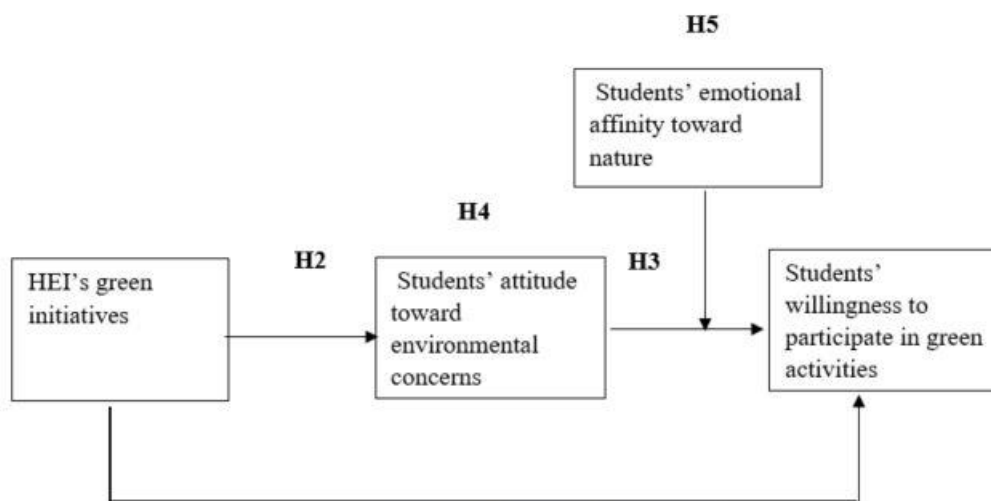 H5
Students’ emotional
affinity toward
nature
H4
H2
H3
HEI’s green
initiatives
Students’ attitude
toward
environmental
concerns
Students’
willingness to
participate in green
activities